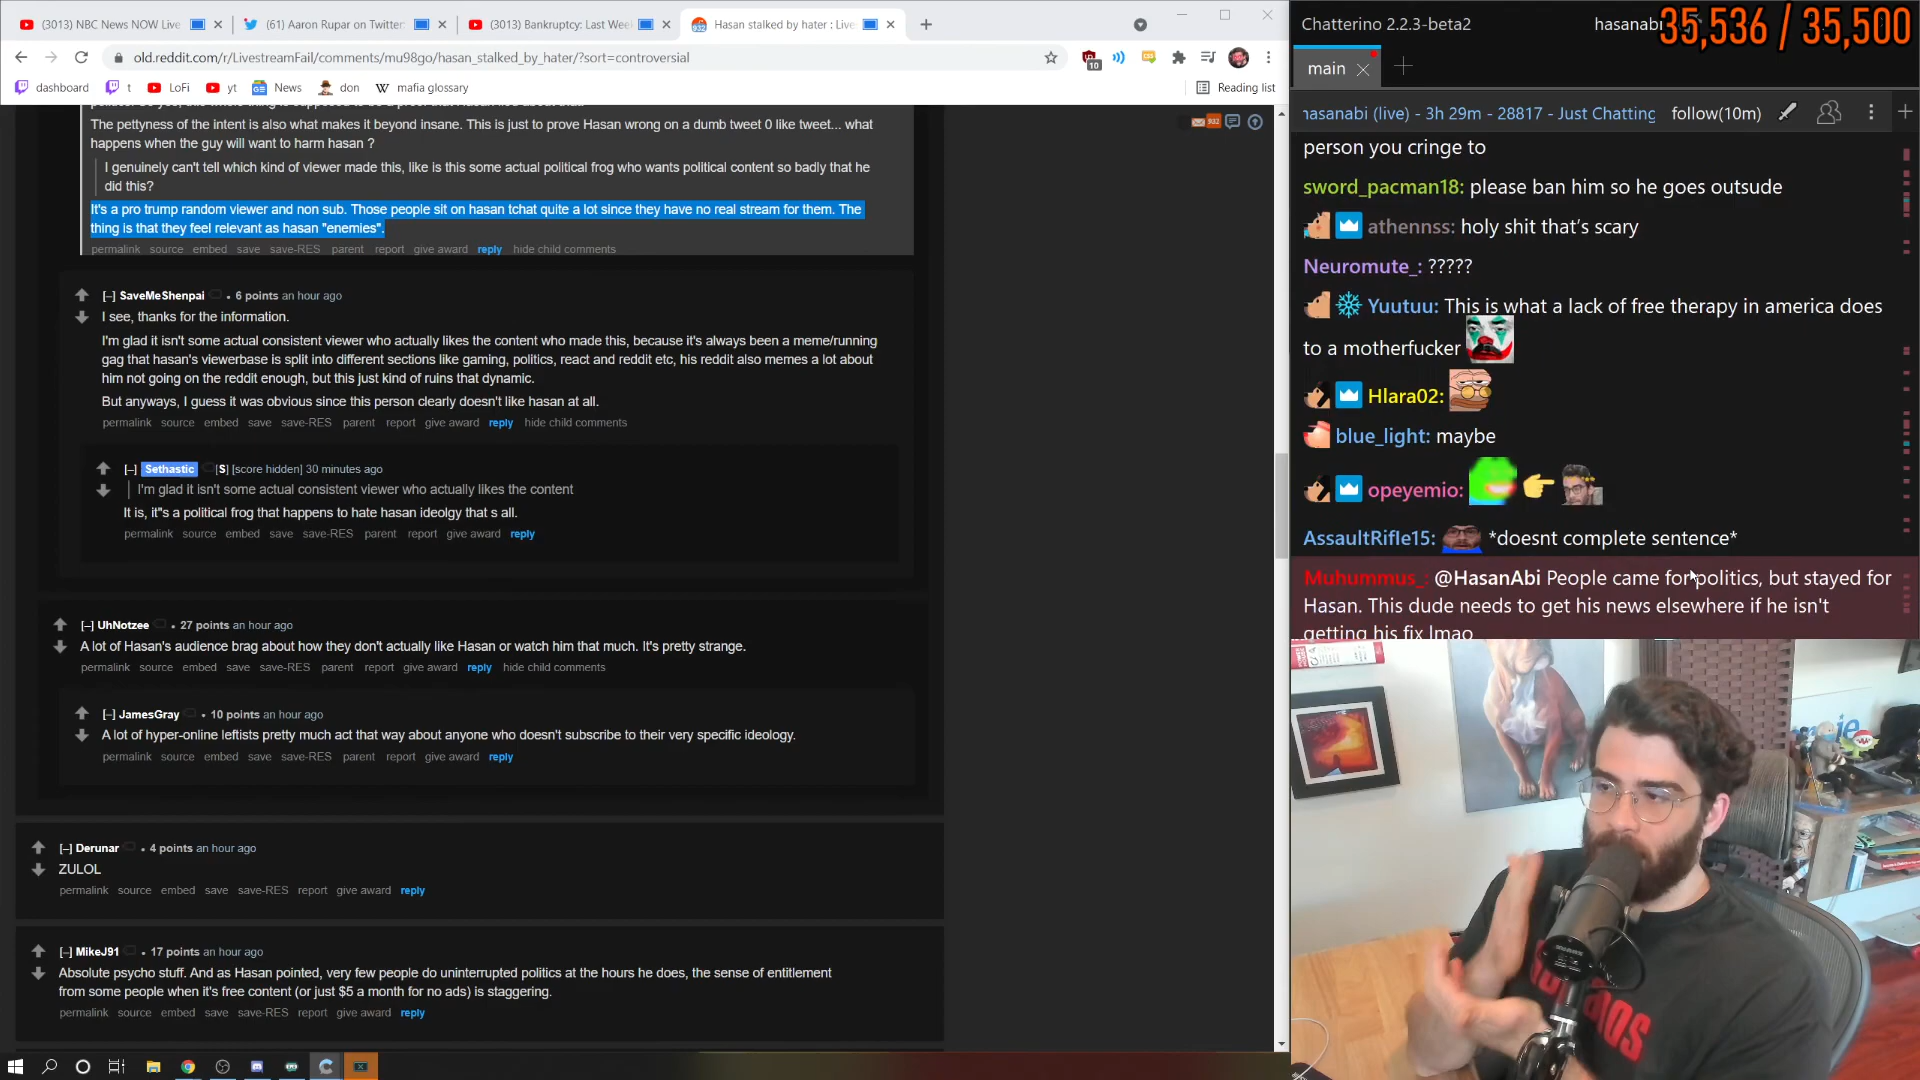 (3013) NBC News NOW Live
(61) Aaron Rupar on Twitter:
(3013) Bankruptcy: Last Wee
Hasan stalked by hater : Live
old.reddit.com/r/LivestreamFail/comments/mu98go/hasan_stalked_by_hater/?sort=controversial
10
dashboard
t
LoFi
yt
News
don
mafia glossary
Reading list
932
The pettyness of the intent is also what makes it beyond insane. This is just to prove Hasan wrong on a dumb tweet 0 like tweet... what
happens when the guy will want to harm hasan ?
I genuinely can't tell which kind of viewer made this, like is this some actual political frog who wants political content so badly that he
did this?
It's a pro trump random viewer and non sub. Those people sit on hasan tchat quite a lot since they have no real stream for them. The
thing is that they feel relevant as hasan "enemies".
permalink source embed save save-RES parent report give award reply hide child comments
[–] SaveMeShenpai • 6 points an hour ago
I see, thanks for the information.
I'm glad it isn't some actual consistent viewer who actually likes the content who made this, because it's always been a meme/running
gag that hasan's viewerbase is split into different sections like gaming, politics, react and reddit etc, his reddit also memes a lot about
him not going on the reddit enough, but this just kind of ruins that dynamic.
But anyways, I guess it was obvious since this person clearly doesn't like hasan at all.
permalink source embed save save-RES parent report give award reply hide child comments
[–] Sethastic [S] [score hidden] 30 minutes ago
I'm glad it isn't some actual consistent viewer who actually likes the content
It is, it"s a political frog that happens to hate hasan ideolgy that s all.
permalink source embed save save-RES parent report give award reply
[–] UhNotzee • 27 points an hour ago
A lot of Hasan's audience brag about how they don't actually like Hasan or watch him that much. It's pretty strange.
permalink source embed save save-RES parent report give award reply hide child comments
[–] JamesGray • 10 points an hour ago
A lot of hyper-online leftists pretty much act that way about anyone who doesn't subscribe to their very specific ideology.
permalink source embed save save-RES parent report give award reply
[–] Derunar • 4 points an hour ago
ZULOL
permalink source embed save save-RES report give award reply
[–] MikeJ91 • 17 points an hour ago
Absolute psycho stuff. And as Hasan pointed, very few people do uninterrupted politics at the hours he does, the sense of entitlement
from some people when it's free content (or just $5 a month for no ads) is staggering.
permalink source embed save save-RES report give award reply
Chatterino 2.2.3-beta2
hasanabi
35,536 / 35,500
main
hasanabi (live) - 3h 29m - 28817 - Just Chatting
follow(10m)
person you cringe to
sword_pacman18: please ban him so he goes outsude
athennss: holy shit that's scary
Neuromute_: ?????
Yuutuu: This is what a lack of free therapy in america does
to a motherfucker
Hlara02:
blue_light: maybe
opeyemio:
AssaultRifle15: *doesnt complete sentence*
Muhummus_: @HasanAbi People came for politics, but stayed for
Hasan. This dude needs to get his news elsewhere if he isn't
getting his fix lmao